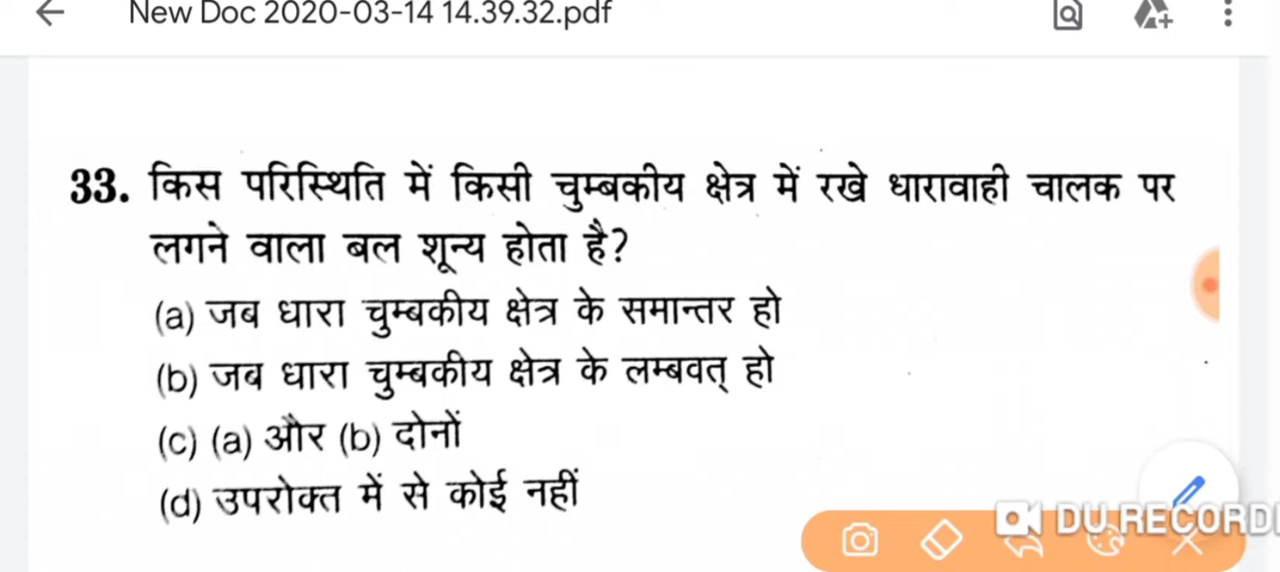 New Doc 2020-03-14 14.39.32.pdf
33. किस परिस्थिति में किसी चुम्बकीय क्षेत्र में रखे धारावाही चालक पर
लगने वाला बल शून्य होता है?
(a) जब धारा चुम्बकीय क्षेत्र के समान्तर हो
(b) जब धारा चुम्बकीय क्षेत्र के लम्बवत् हो
(c) (a) और (b) दोनों
(d) उपरोक्त में से कोई नहीं
DU RECORD